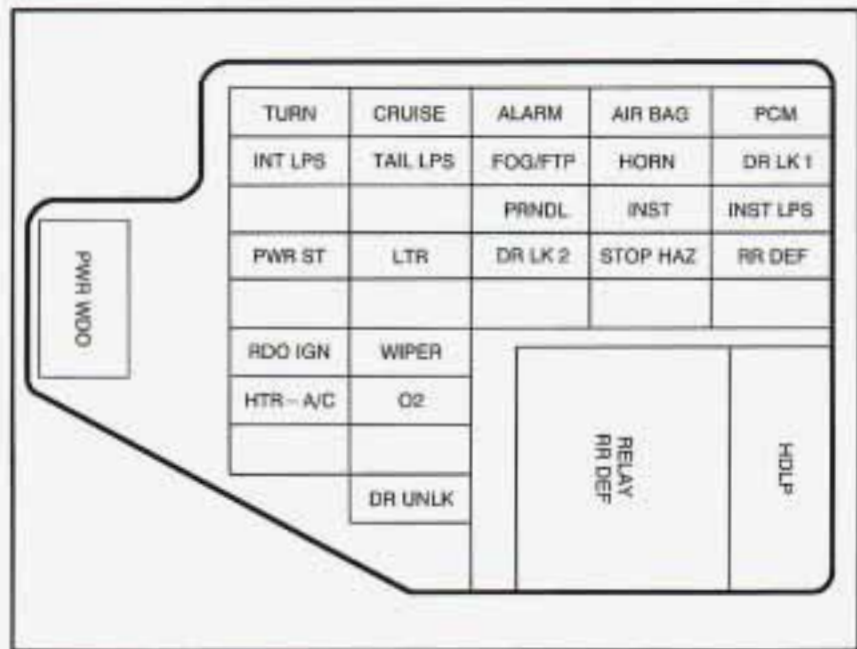 TURN CRUISE ALARM AIR BAG PCM
INT LPS TAIL LPS FOG/FTP HORN DR LK 1
PRNDL INST INST LPS
PWR ST LTR DR LK 2 STOP HAZ RR DEF
PWR WDO
RDO IGN WIPER
HTR – A/C O2
RELAY
RR DEF
HDLP
DR UNLK